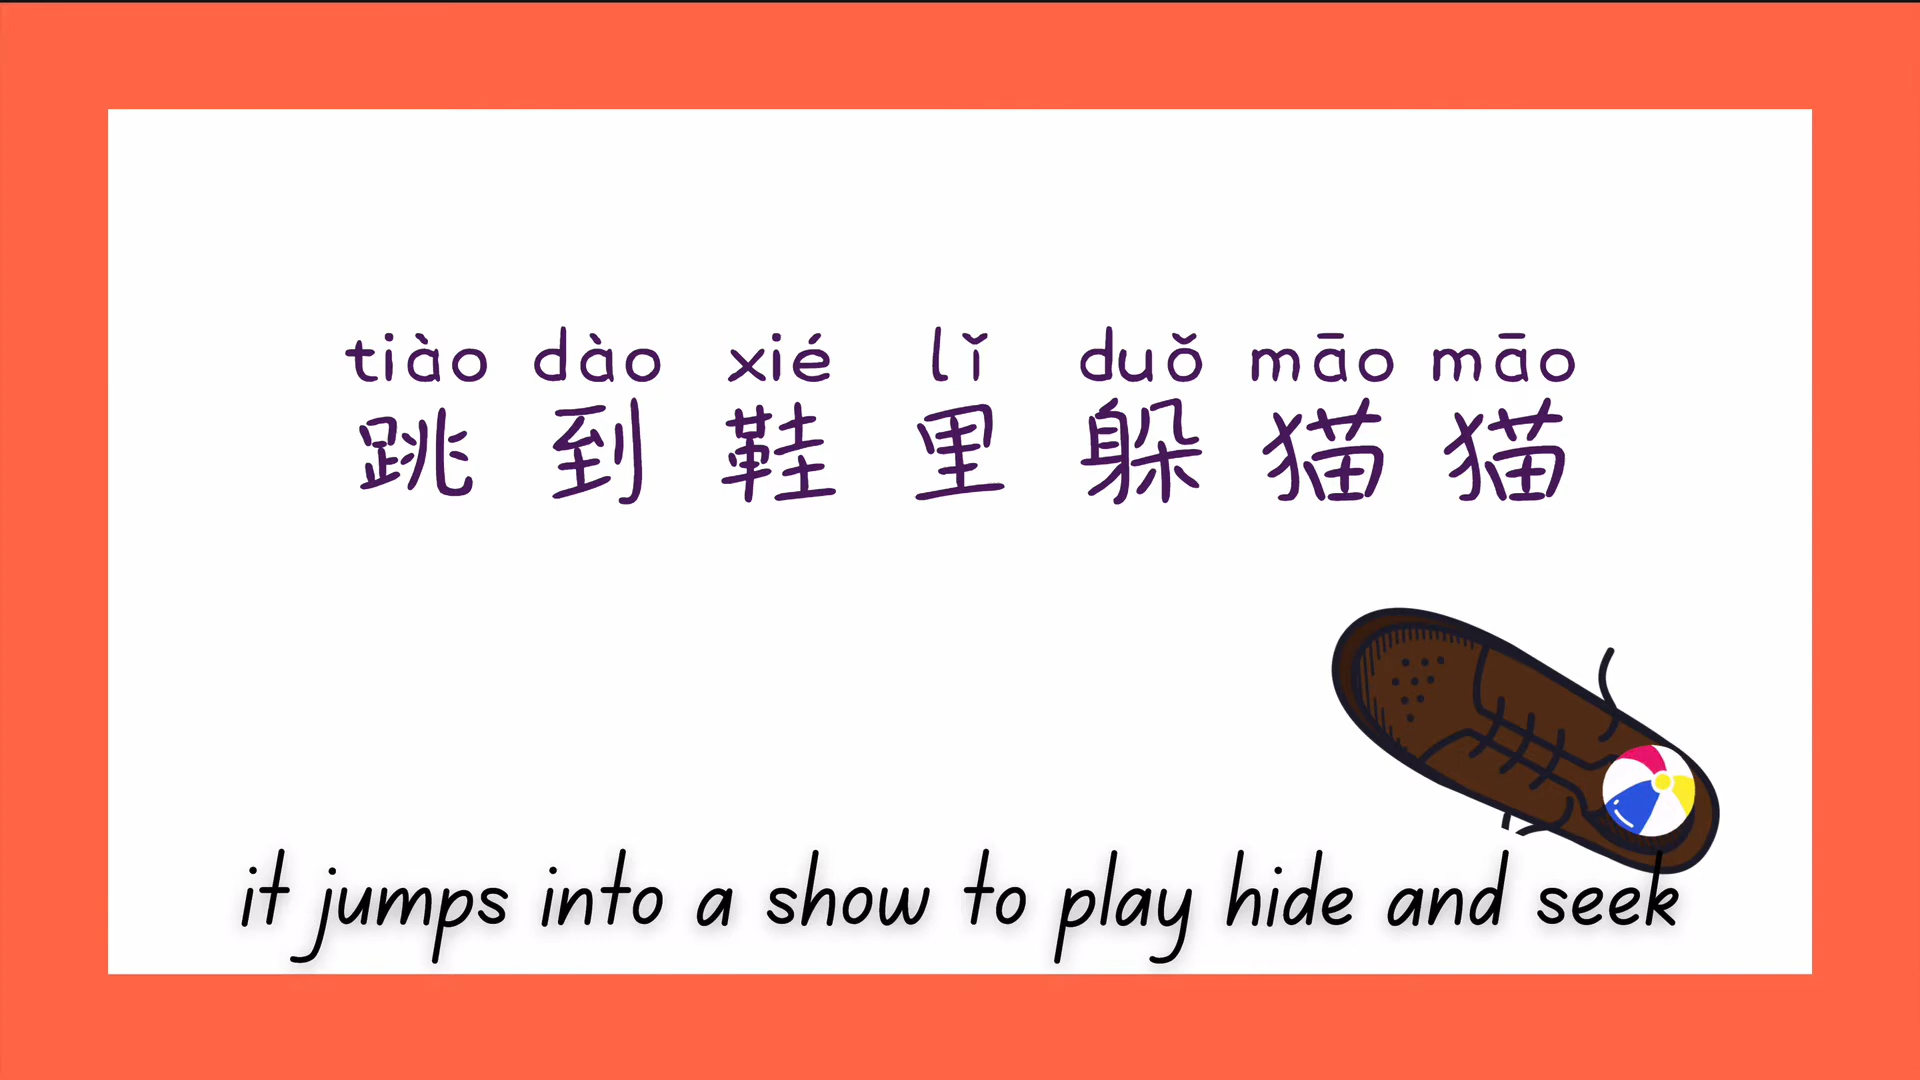 tiào dào xié lǐ duǒ māo māo
跳到鞋里躲猫猫
it jumps into a show to play hide and seek